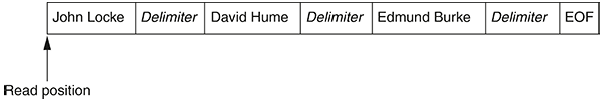 John Locke Delimiter David Hume Delimiter Edmund Burke Delimiter EOF
Read position